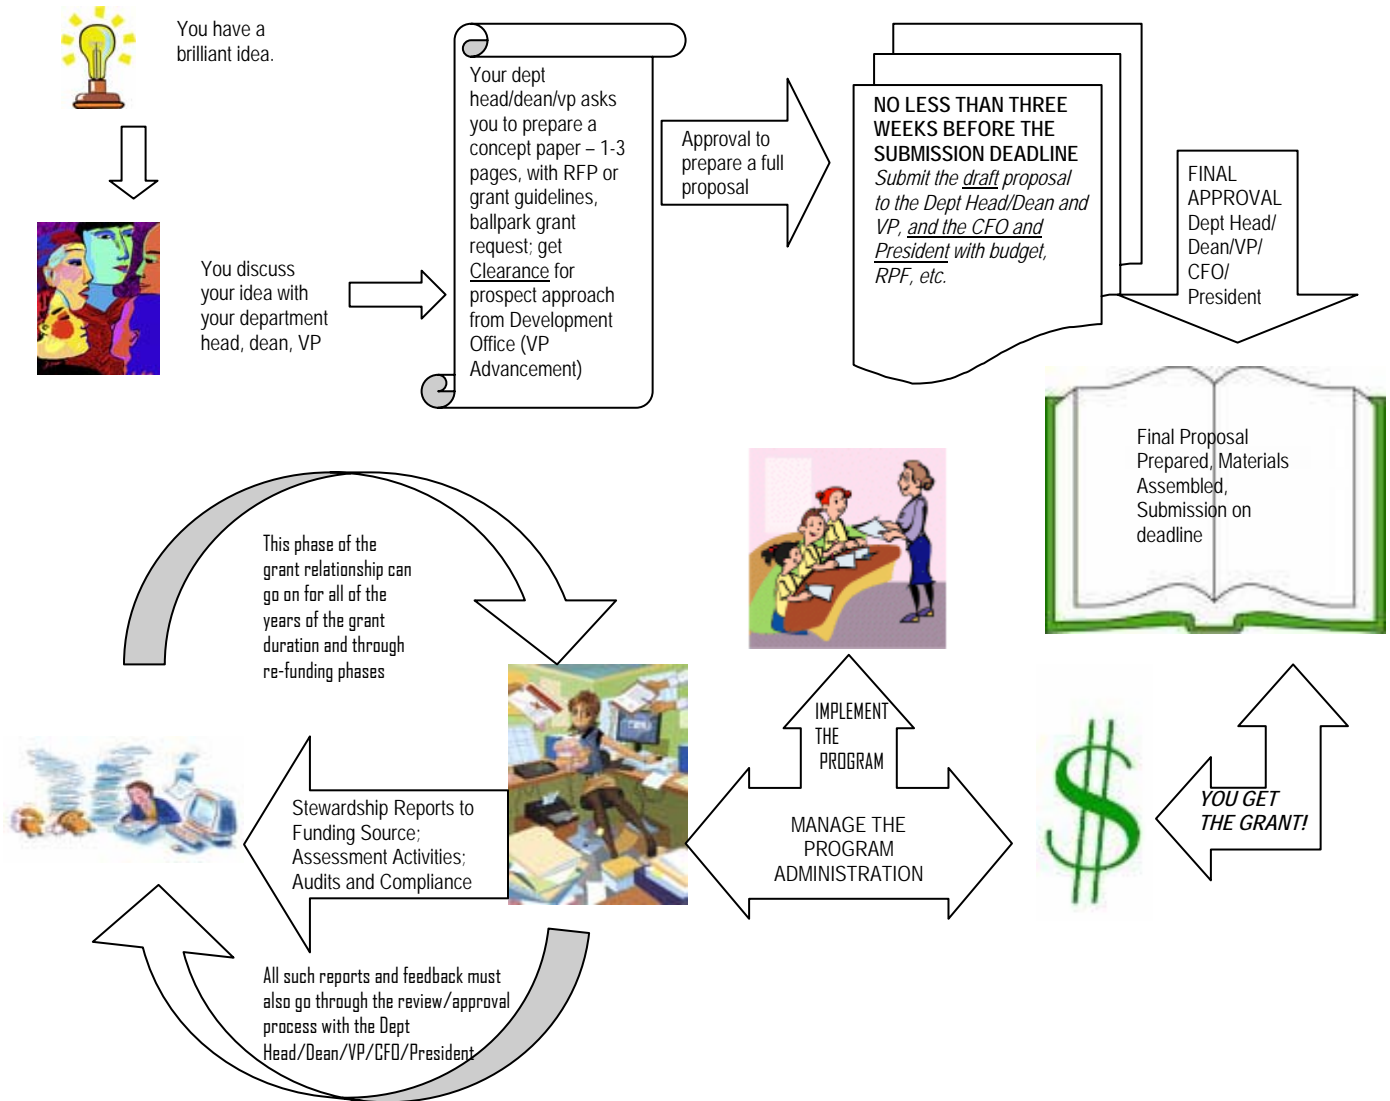 You have a
brilliant idea.
You discuss
your idea with
your department
head, dean, VP
Your dept
head/dean/vp asks
you to prepare a
concept paper – 1-3
pages, with RFP or
grant guidelines,
ballpark grant
request; get
Clearance for
prospect approach
from Development
Office (VP
Advancement)
Approval to
prepare a full
proposal
NO LESS THAN THREE
WEEKS BEFORE THE
SUBMISSION DEADLINE
Submit the draft proposal
to the Dept Head/Dean and
VP, and the CFO and
President with budget,
RPF, etc.
FINAL
APPROVAL
Dept Head/
Dean/VP/
CFO/
President
Final Proposal
Prepared, Materials
Assembled,
Submission on
deadline
YOU GET
THE GRANT!
IMPLEMENT
THE
PROGRAM
MANAGE THE
PROGRAM
ADMINISTRATION
This phase of the
grant relationship can
go on for all of the
years of the grant
duration and through
re-funding phases
Stewardship Reports to
Funding Source;
Assessment Activities;
Audits and Compliance
All such reports and feedback must
also go through the review/approval
process with the Dept
Head/Dean/VP/CFO/President